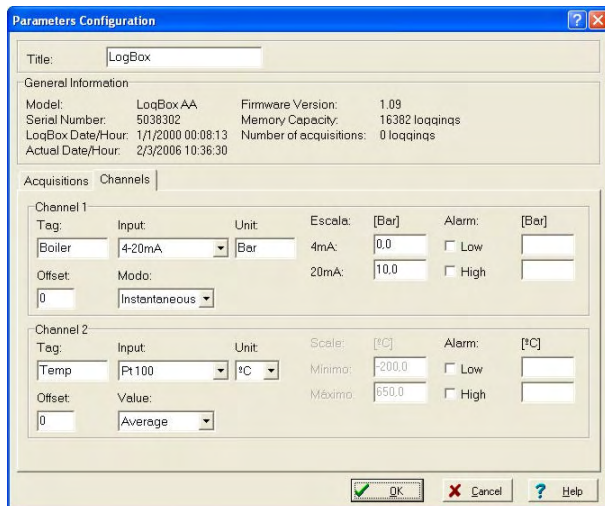 Parameters Configuration
Title: LogBox
General Information
Model: LogBox AA Firmware Version: 1.09
Serial Number: 5038302 Memory Capacity: 16382 loggings
LogBox Date/Hour: 1/1/2000 00:08:13 Number of acquisitions: 0 loggings
Actual Date/Hour: 2/3/2006 10:36:30
Acquisitions Channels
Channel 1
Tag: Input: Unit: Escala: [Bar] Alarm: [Bar]
Boiler 4-20mA Bar 4mA: 0,0 Low
Offset: Modo: 20mA: 10,0 High
0 Instantaneous
Channel 2
Tag: Input: Unit: Scale: [ºC] Alarm: [ºC]
Temp Pt100 ºC Mínimo: -200,0 Low
Offset: Value: Máximo: 650,0 High
0 Average
OK Cancel Help